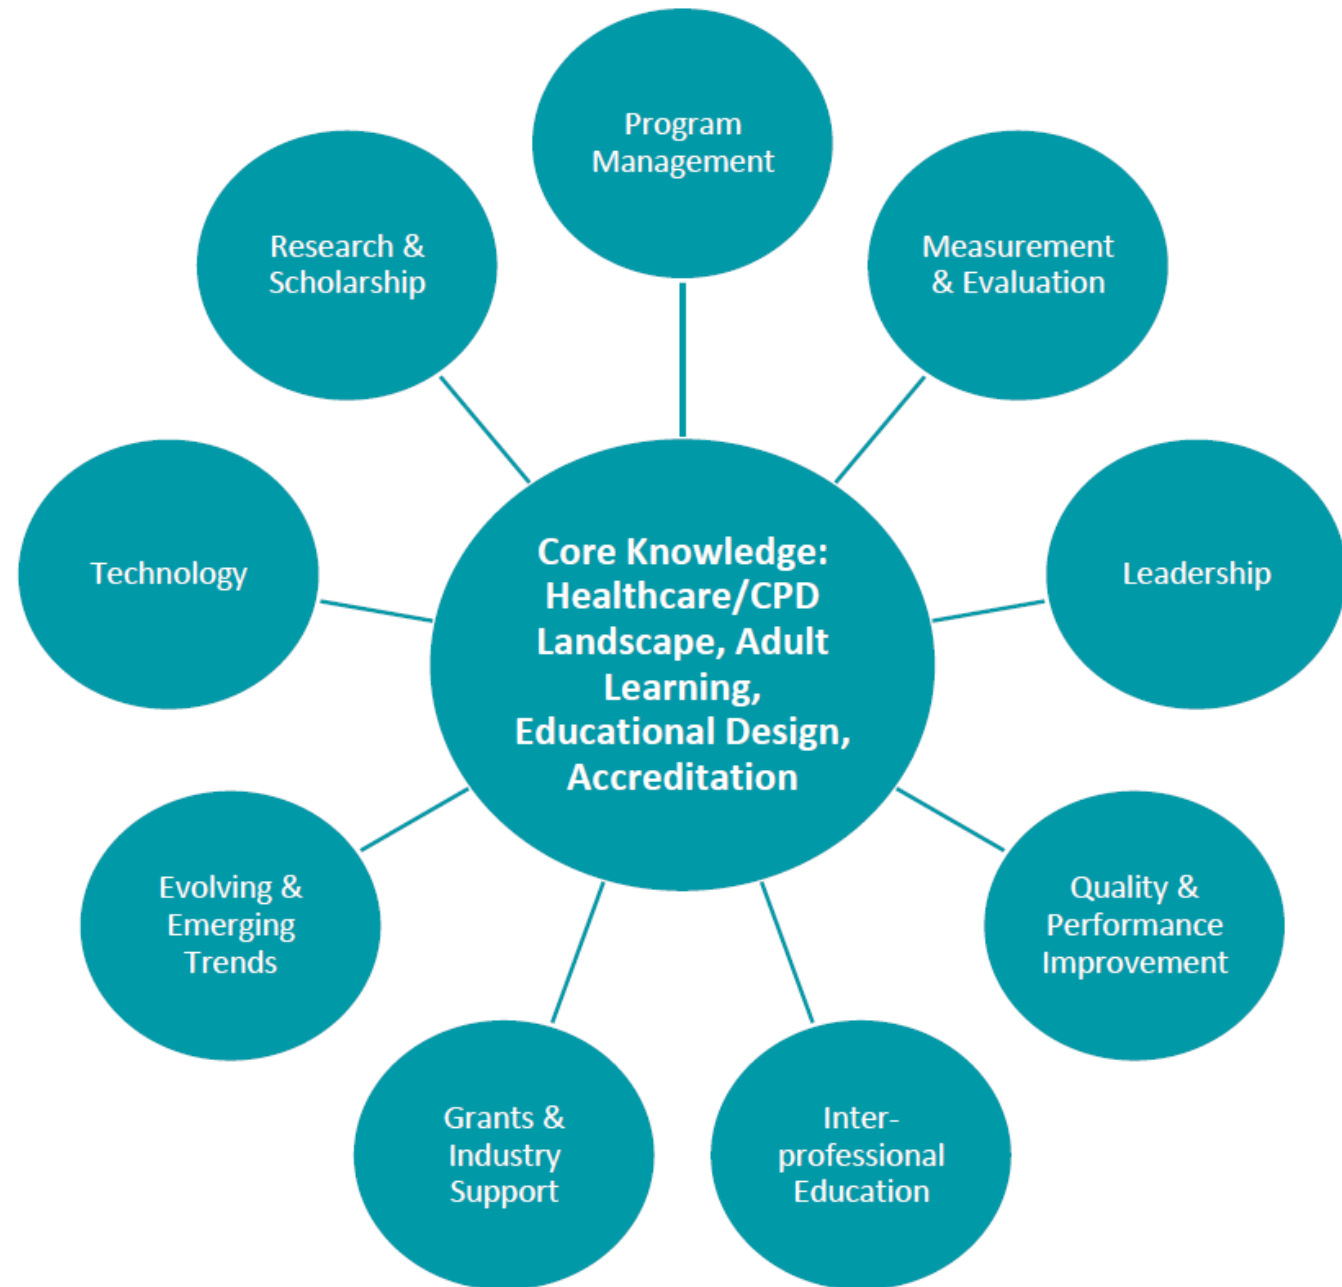 Program
Management
Research &
Scholarship
Measurement
& Evaluation
Technology
Core Knowledge:
Healthcare/CPD
Landscape, Adult
Learning,
Educational Design,
Accreditation
Leadership
Evolving &
Emerging
Trends
Quality &
Performance
Improvement
Grants &
Industry
Support
Inter-
professional
Education